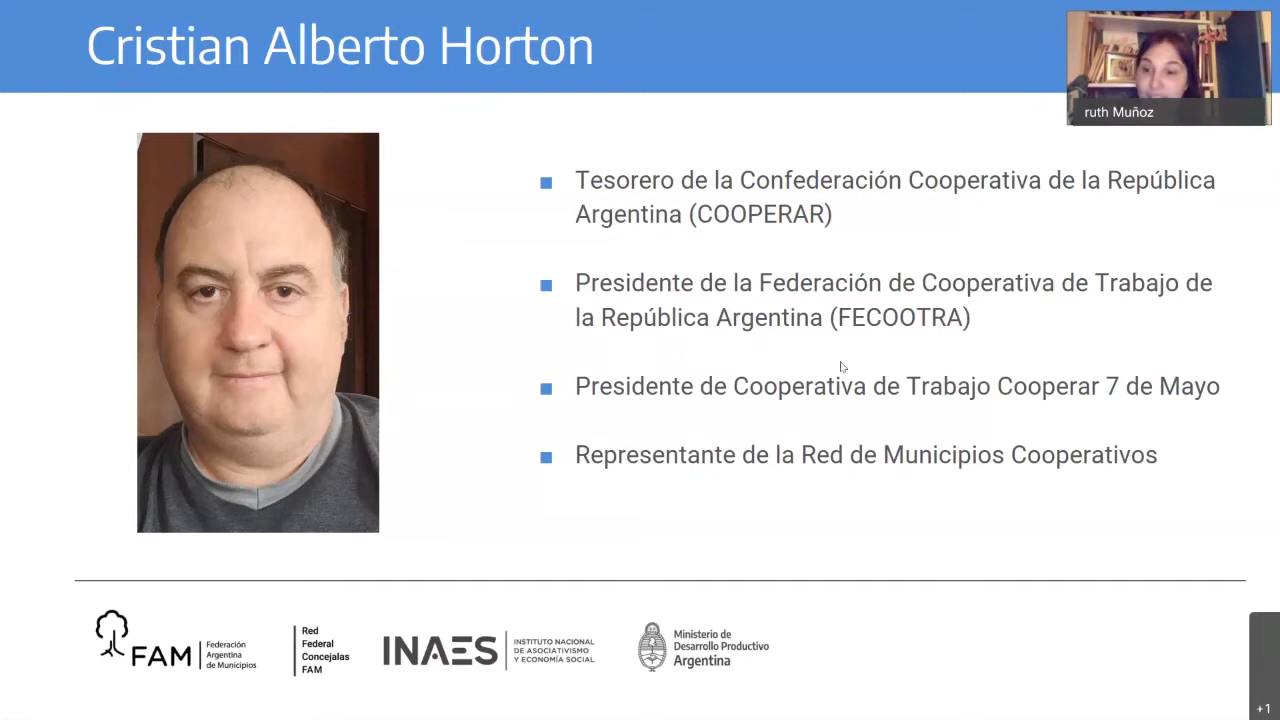 Cristian Alberto Horton
ruth Muñoz
Tesorero de la Confederación Cooperativa de la República
Argentina (COOPERAR)
Presidente de la Federación de Cooperativa de Trabajo de
la República Argentina (FECOOTRA)
Presidente de Cooperativa de Trabajo Cooperar 7 de Mayo
Representante de la Red de Municipios Cooperativos
FAM
Federación
Argentina
de Municipios
Red
Federal
Concejalas
FAM
INAES
INSTITUTO NACIONAL
DE ASOCIATIVISMO
Y ECONOMÍA SOCIAL
Ministerio de
Desarrollo Productivo
Argentina
+1